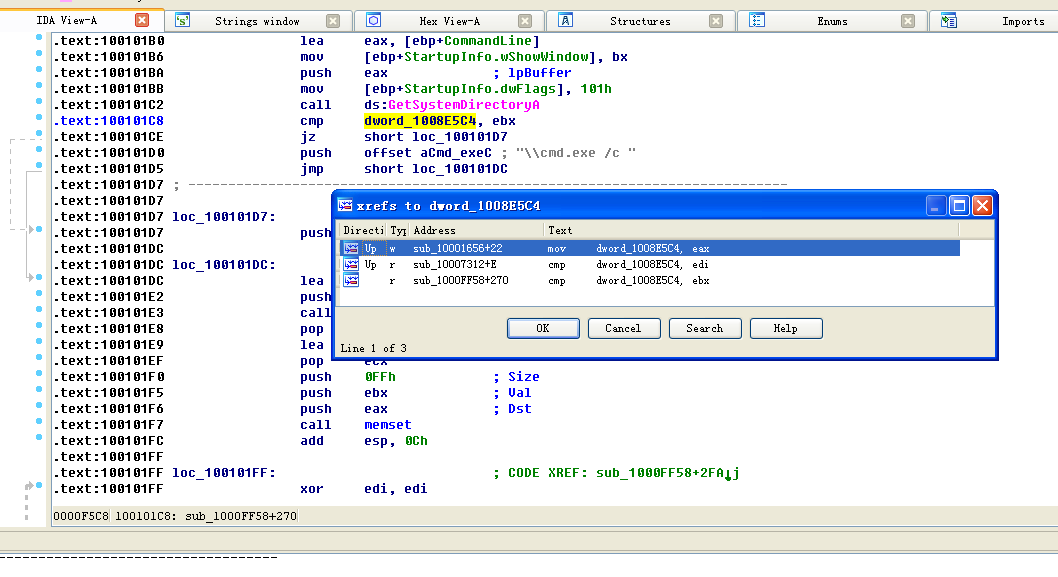 IDA View-A Strings window Hex View-A Structures Enums Imports
.text:100101B0 lea eax, [ebp+CommandLine]
.text:100101B6 mov [ebp+StartupInfo.wShowWindow], bx
.text:100101BA push eax ; lpBuffer
.text:100101BB mov [ebp+StartupInfo.dwFlags], 101h
.text:100101C2 call ds:GetSystemDirectoryA
.text:100101C8 cmp dword_1008E5C4, ebx
.text:100101CE jz short loc_100101D7
.text:100101D0 push offset aCmd_exeC ; "\\cmd.exe /c "
.text:100101D5 jmp short loc_100101DC
.text:100101D7 ; ---------------------------------------------------------------------------
.text:100101D7
.text:100101D7 loc_100101D7:
.text:100101D7 push
.text:100101DC
.text:100101DC loc_100101DC:
.text:100101DC lea
.text:100101E2 push
.text:100101E3 call
.text:100101E8 pop
.text:100101E9 lea
.text:100101EF pop ecx
.text:100101F0 push 0FFh ; Size
.text:100101F5 push ebx ; Val
.text:100101F6 push eax ; Dst
.text:100101F7 call memset
.text:100101FC add esp, 0Ch
.text:100101FF
.text:100101FF loc_100101FF: ; CODE XREF: sub_1000FF58+2FA↓j
.text:100101FF xor edi, edi
xrefs to dword_1008E5C4
Directi Typ Address Text
Up w sub_10001656+22 mov dword_1008E5C4, eax
Up r sub_10007312+E cmp dword_1008E5C4, edi
r sub_1000FF58+270 cmp dword_1008E5C4, ebx
OK Cancel Search Help
Line 1 of 3
0000F5C8 100101C8: sub_1000FF58+270